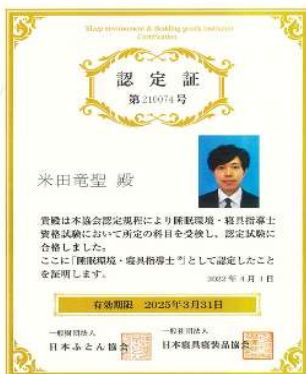 認定証
第210074号
米田竜聖 殿
貴殿は本協会認定規程により睡眠環境・寝具指導士
資格試験において所定の科目を受検し、認定試験に
合格しました。
ここに「睡眠環境・寝具指導士」として認定したこと
を証明します。
2022年4月1日
有効期限 2025年3月31日
一般社団法人
日本ふとん協会
一般社団法人
日本寝具寝装品協会